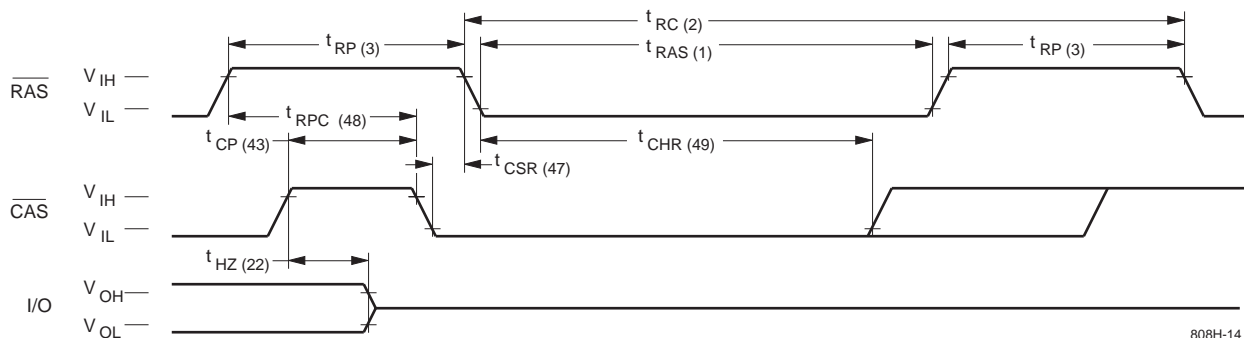 t RC (2)
t RP (3)
t RAS (1)
t RP (3)
RAS
V IH
V IL
t RPC (48)
t CP (43)
t CHR (49)
t CSR (47)
CAS
V IH
V IL
t HZ (22)
I/O
V OH
V OL
808H-14